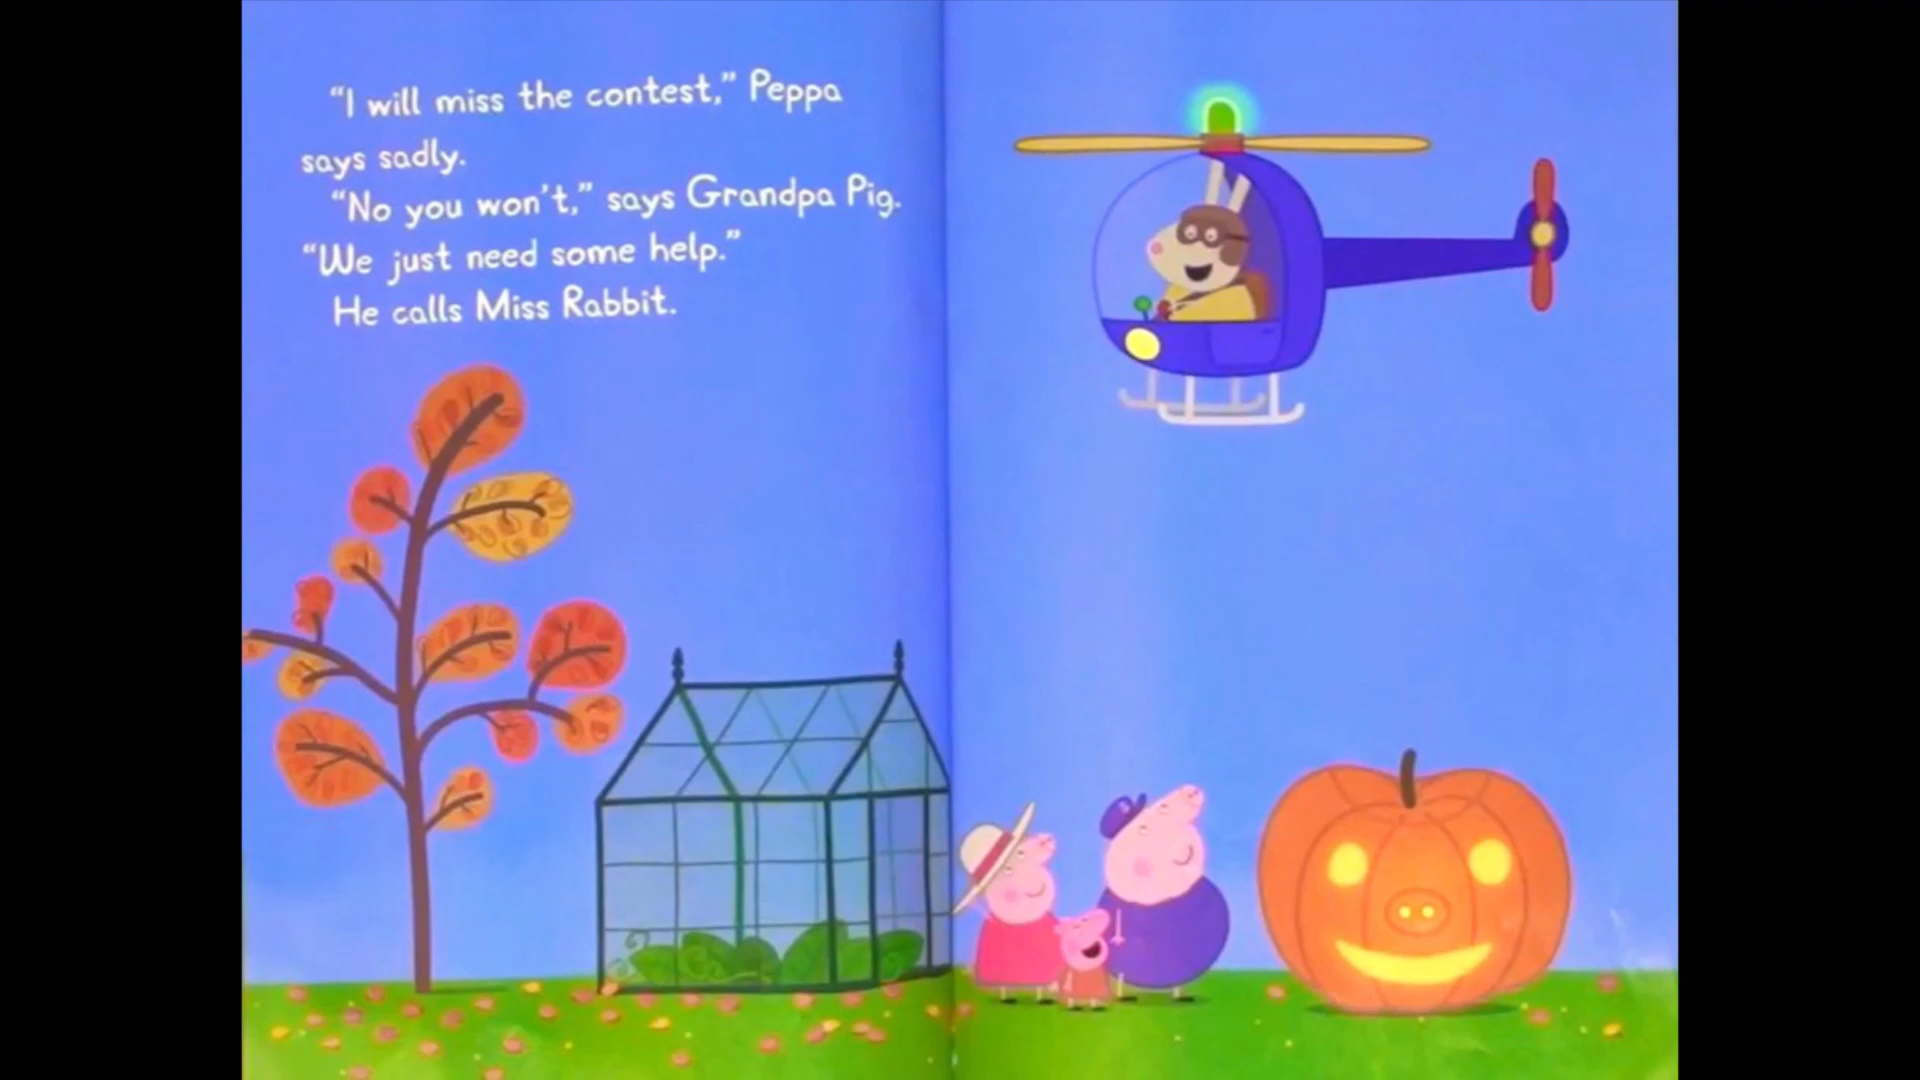 “I will miss the contest,” Peppa
says sadly.
“No you won’t,” says Grandpa Pig.
“We just need some help.”
He calls Miss Rabbit.